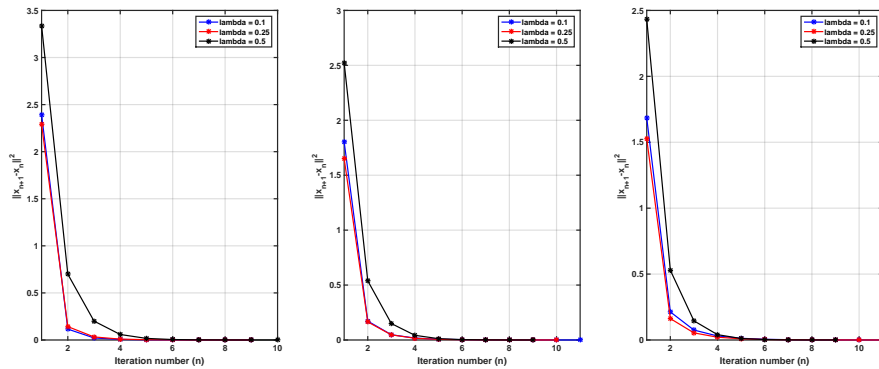 3.5
3
2.5
2
1.5
1
0.5
0
2 4 6 8 10
Iteration number (n)
||x_{n+1}-x_n||^2
lambda = 0.1
lambda = 0.25
lambda = 0.5
3
2.5
2
1.5
1
0.5
0
2 4 6 8 10
Iteration number (n)
||x_{n+1}-x_n||^2
lambda = 0.1
lambda = 0.25
lambda = 0.5
2.5
2
1.5
1
0.5
0
2 4 6 8 10
Iteration number (n)
||x_{n+1}-x_n||^2
lambda = 0.1
lambda = 0.25
lambda = 0.5